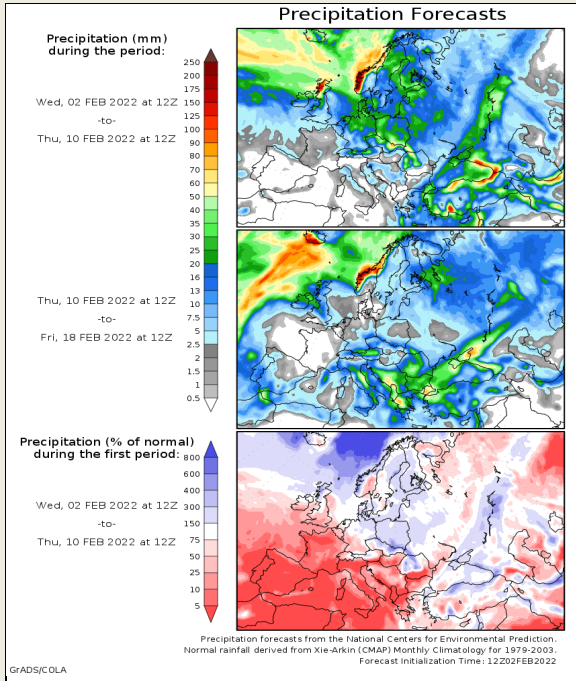 Precipitation Forecasts
Precipitation (mm)
during the period:
Wed, 02 FEB 2022 at 12Z
-to-
Thu, 10 FEB 2022 at 12Z
250
200
175
150
125
100
90
80
70
60
50
40
35
30
25
20
16
13
10
7.5
5
2.5
2
1.5
1
0.5
Thu, 10 FEB 2022 at 12Z
-to-
Fri, 18 FEB 2022 at 12Z
Precipitation (% of normal)
during the first period:
Wed, 02 FEB 2022 at 12Z
-to-
Thu, 10 FEB 2022 at 12Z
800
600
400
300
150
75
50
25
10
5
Precipitation forecasts from the National Centers for Environmental Prediction.
Normal rainfall derived from Xie-Arkin (CMAP) Monthly Climatology for 1979-2003.
Forecast Initialization Time: 12Z02FEB2022
GrADS/COLA